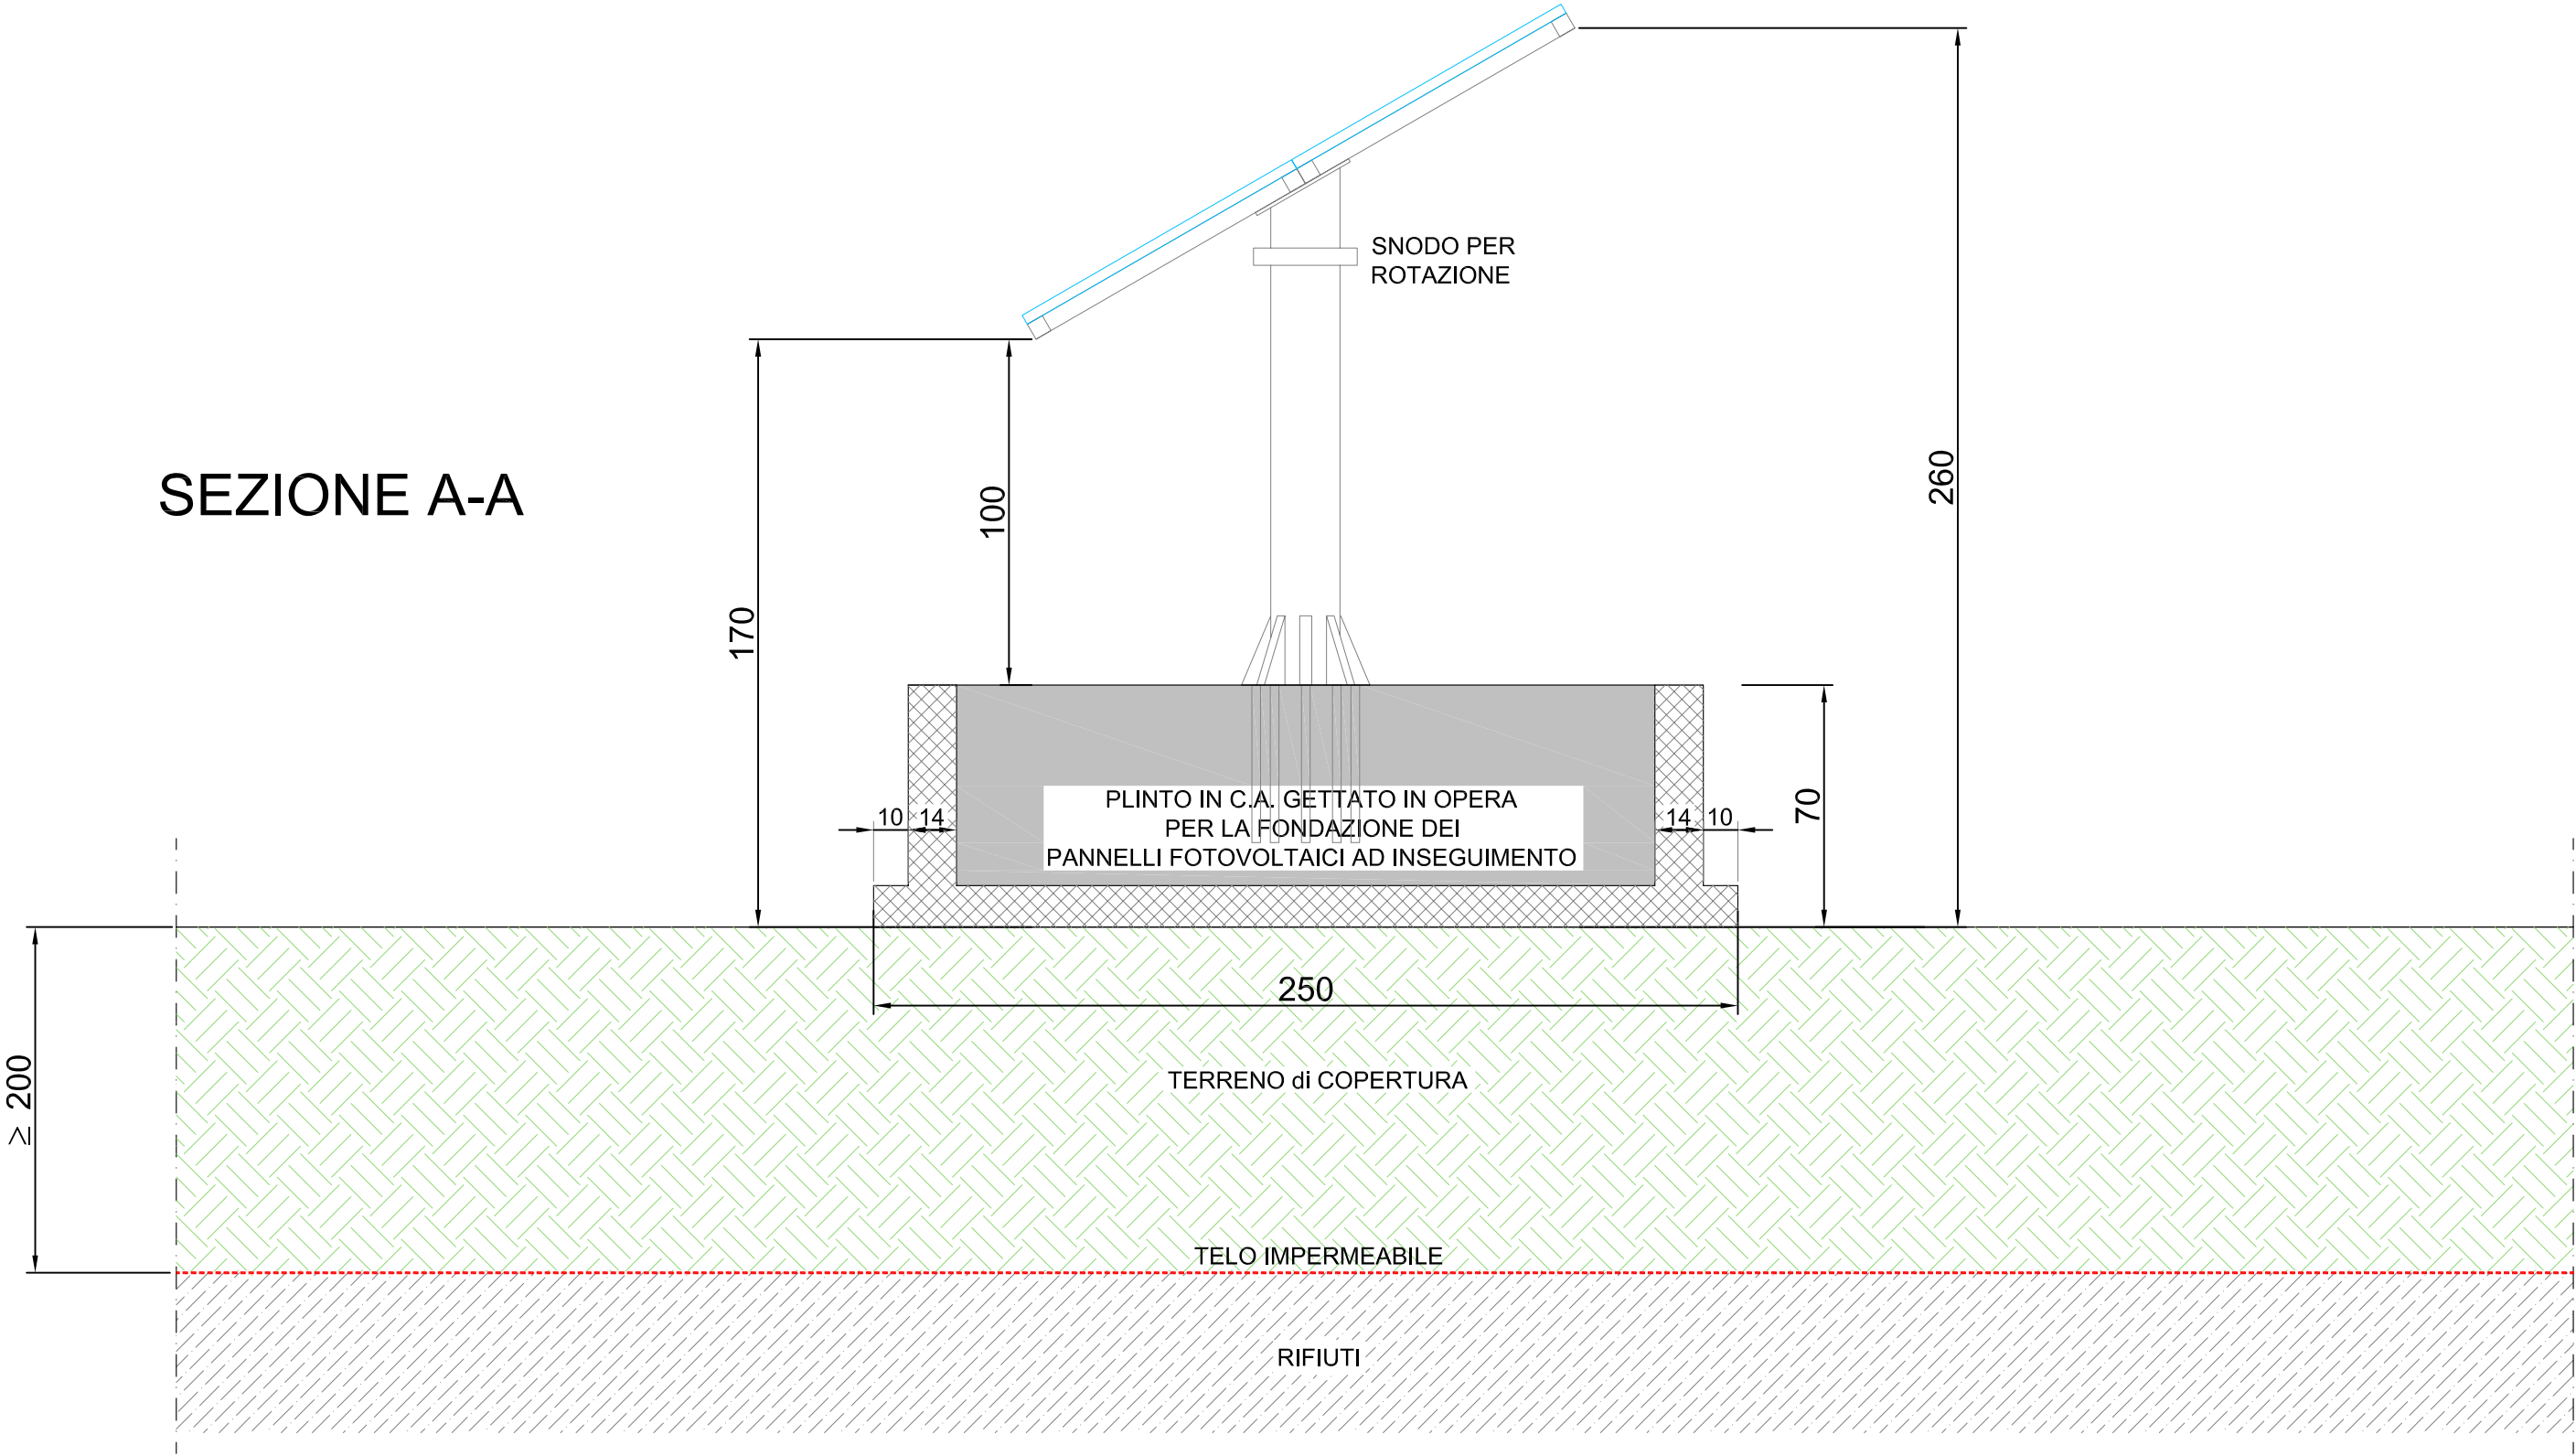 SNODO PER
ROTAZIONE
260
SEZIONE A-A
100
170
PLINTO IN C.A. GETTATO IN OPERA
PER LA FONDAZIONE DEI
PANNELLI FOTOVOLTAICI AD INSEGUIMENTO
10 14
14 10
70
250
≥ 200
TERRENO di COPERTURA
TELO IMPERMEABILE
RIFIUTI